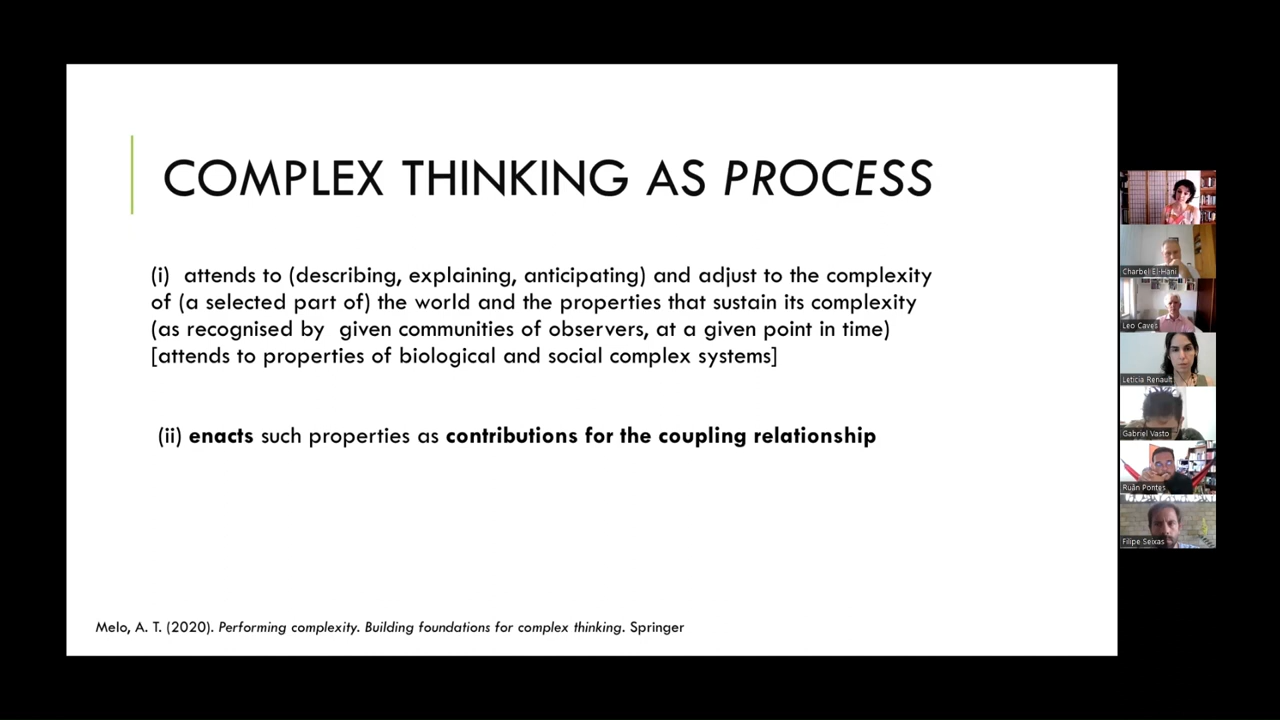 COMPLEX THINKING AS PROCESS
(i) attends to (describing, explaining, anticipating) and adjust to the complexity
of (a selected part of) the world and the properties that sustain its complexity
(as recognised by given communities of observers, at a given point in time)
[attends to properties of biological and social complex systems]
(ii) enacts such properties as contributions for the coupling relationship
Melo, A. T. (2020). Performing complexity. Building foundations for complex thinking. Springer
Charbel El-Hani
Leo Caves
Leticia Renault
Gabriel Vasto
Ruân Pontes
Filipe Seixas